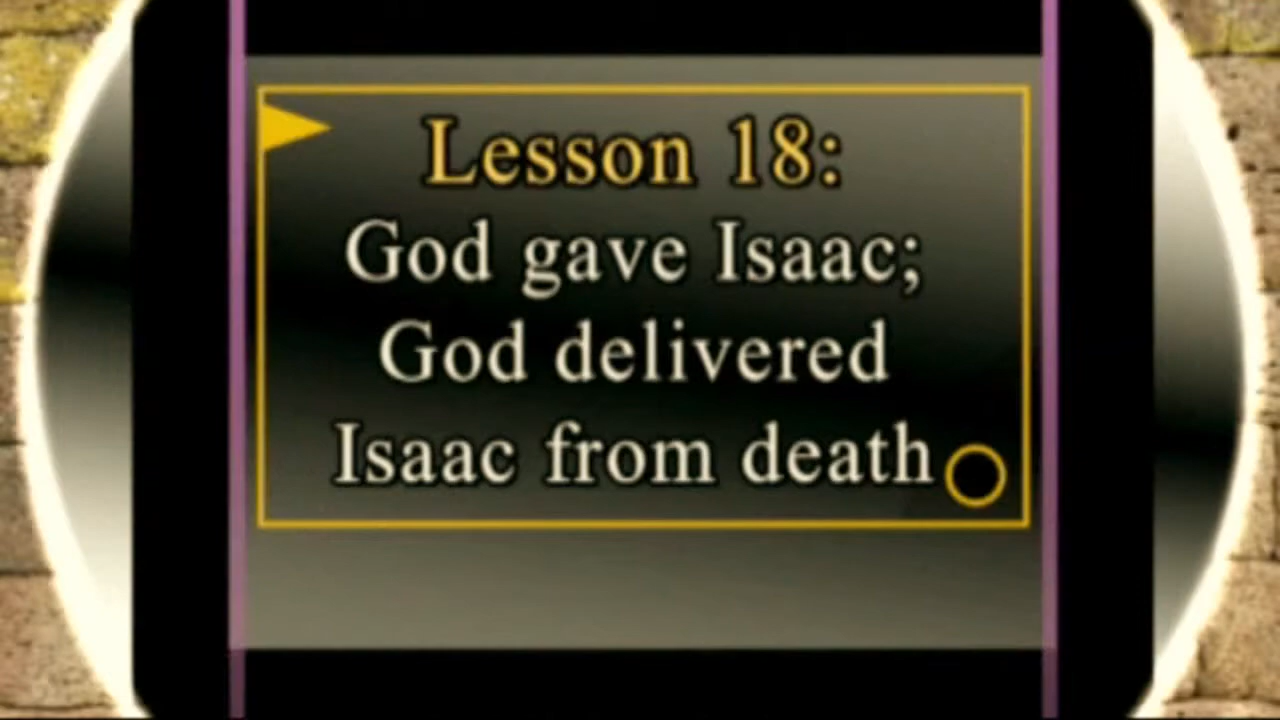 Lesson 18:
God gave Isaac;
God delivered
Isaac from death